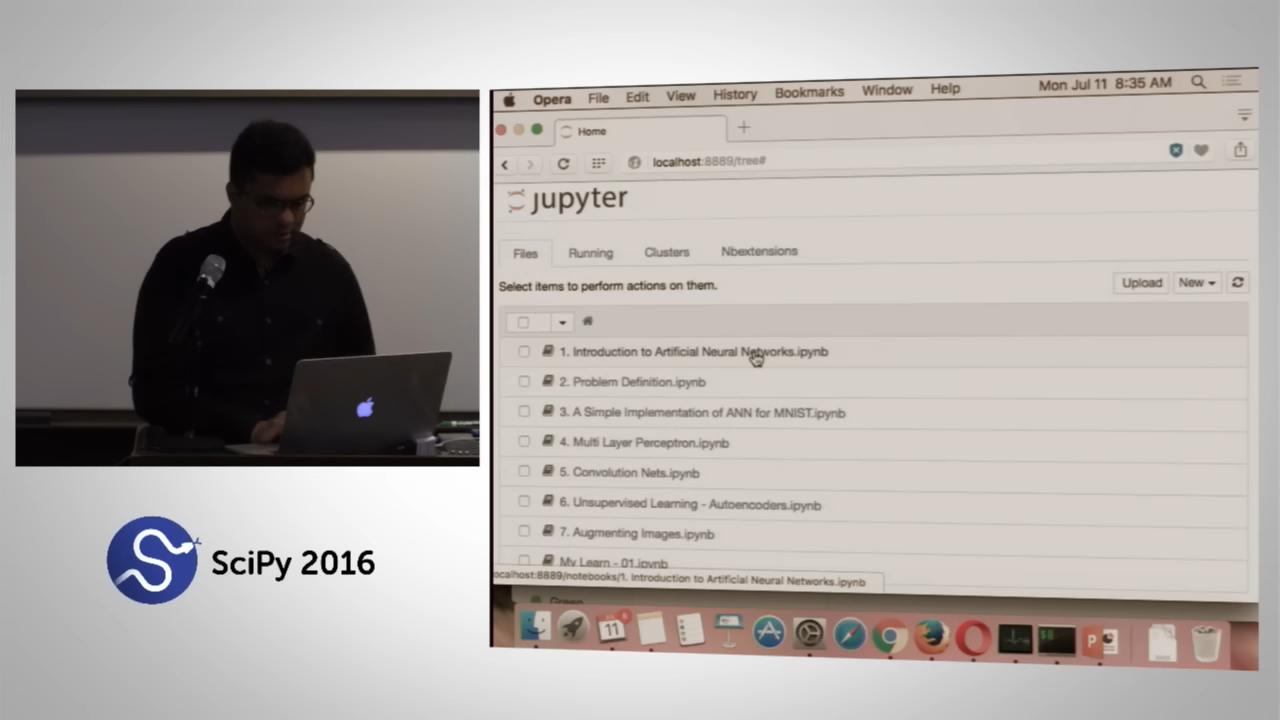 Opera File Edit View History Bookmarks Window Help Mon Jul 11 8:35 AM
Home
localhost:8889/tree#
jupyter
Files Running Clusters Nbextensions
Select items to perform actions on them.
Upload New
1. Introduction to Artificial Neural Networks.ipynb
2. Problem Definition.ipynb
3. A Simple Implementation of ANN for MNIST.ipynb
4. Multi Layer Perceptron.ipynb
5. Convolution Nets.ipynb
6. Unsupervised Learning - Autoencoders.ipynb
7. Augmenting Images.ipynb
My Learn - 01.ipynb
ocalhost:8889/notebooks/1. Introduction to Artificial Neural Networks.ipynb
11
SciPy 2016